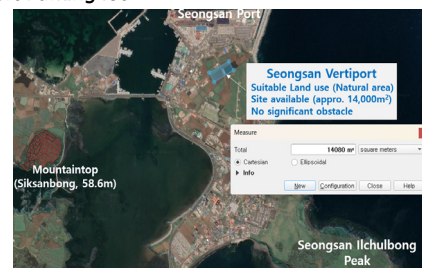 Seongsan Port
Seongsan Vertiport
Suitable Land use (Natural area)
Site available (appro. 14,000m²)
No significant obstacle
Measure
Total
14080 m²
square meters
Cartesian
Ellipsoidal
Info
New
Configuration
Close
Help
Mountaintop
(Siksanbong, 58.6m)
Seongsan Ilchulbong
Peak